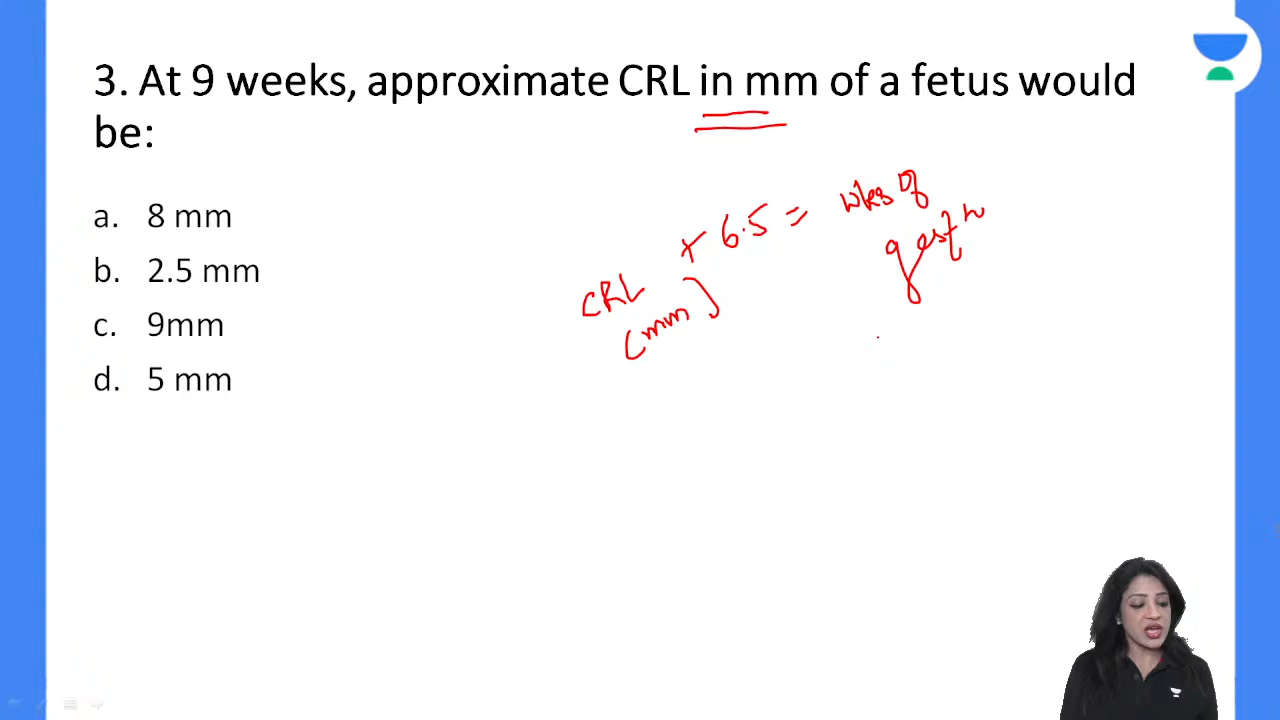 3. At 9 weeks, approximate CRL in mm of a fetus would
be:
a. 8 mm
b. 2.5 mm
c. 9mm
d. 5 mm
CRL + 6.5 = wks of
(mm) gestn